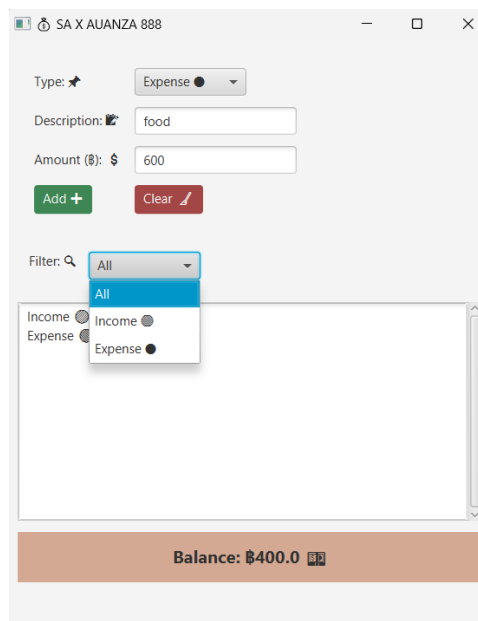 SA X AUANZA 888
Type:
Expense
Description:
food
Amount (฿): $
600
Add
Clear
Filter:
All
All
Income
Expense
Income
Expense
Balance: ฿400.0